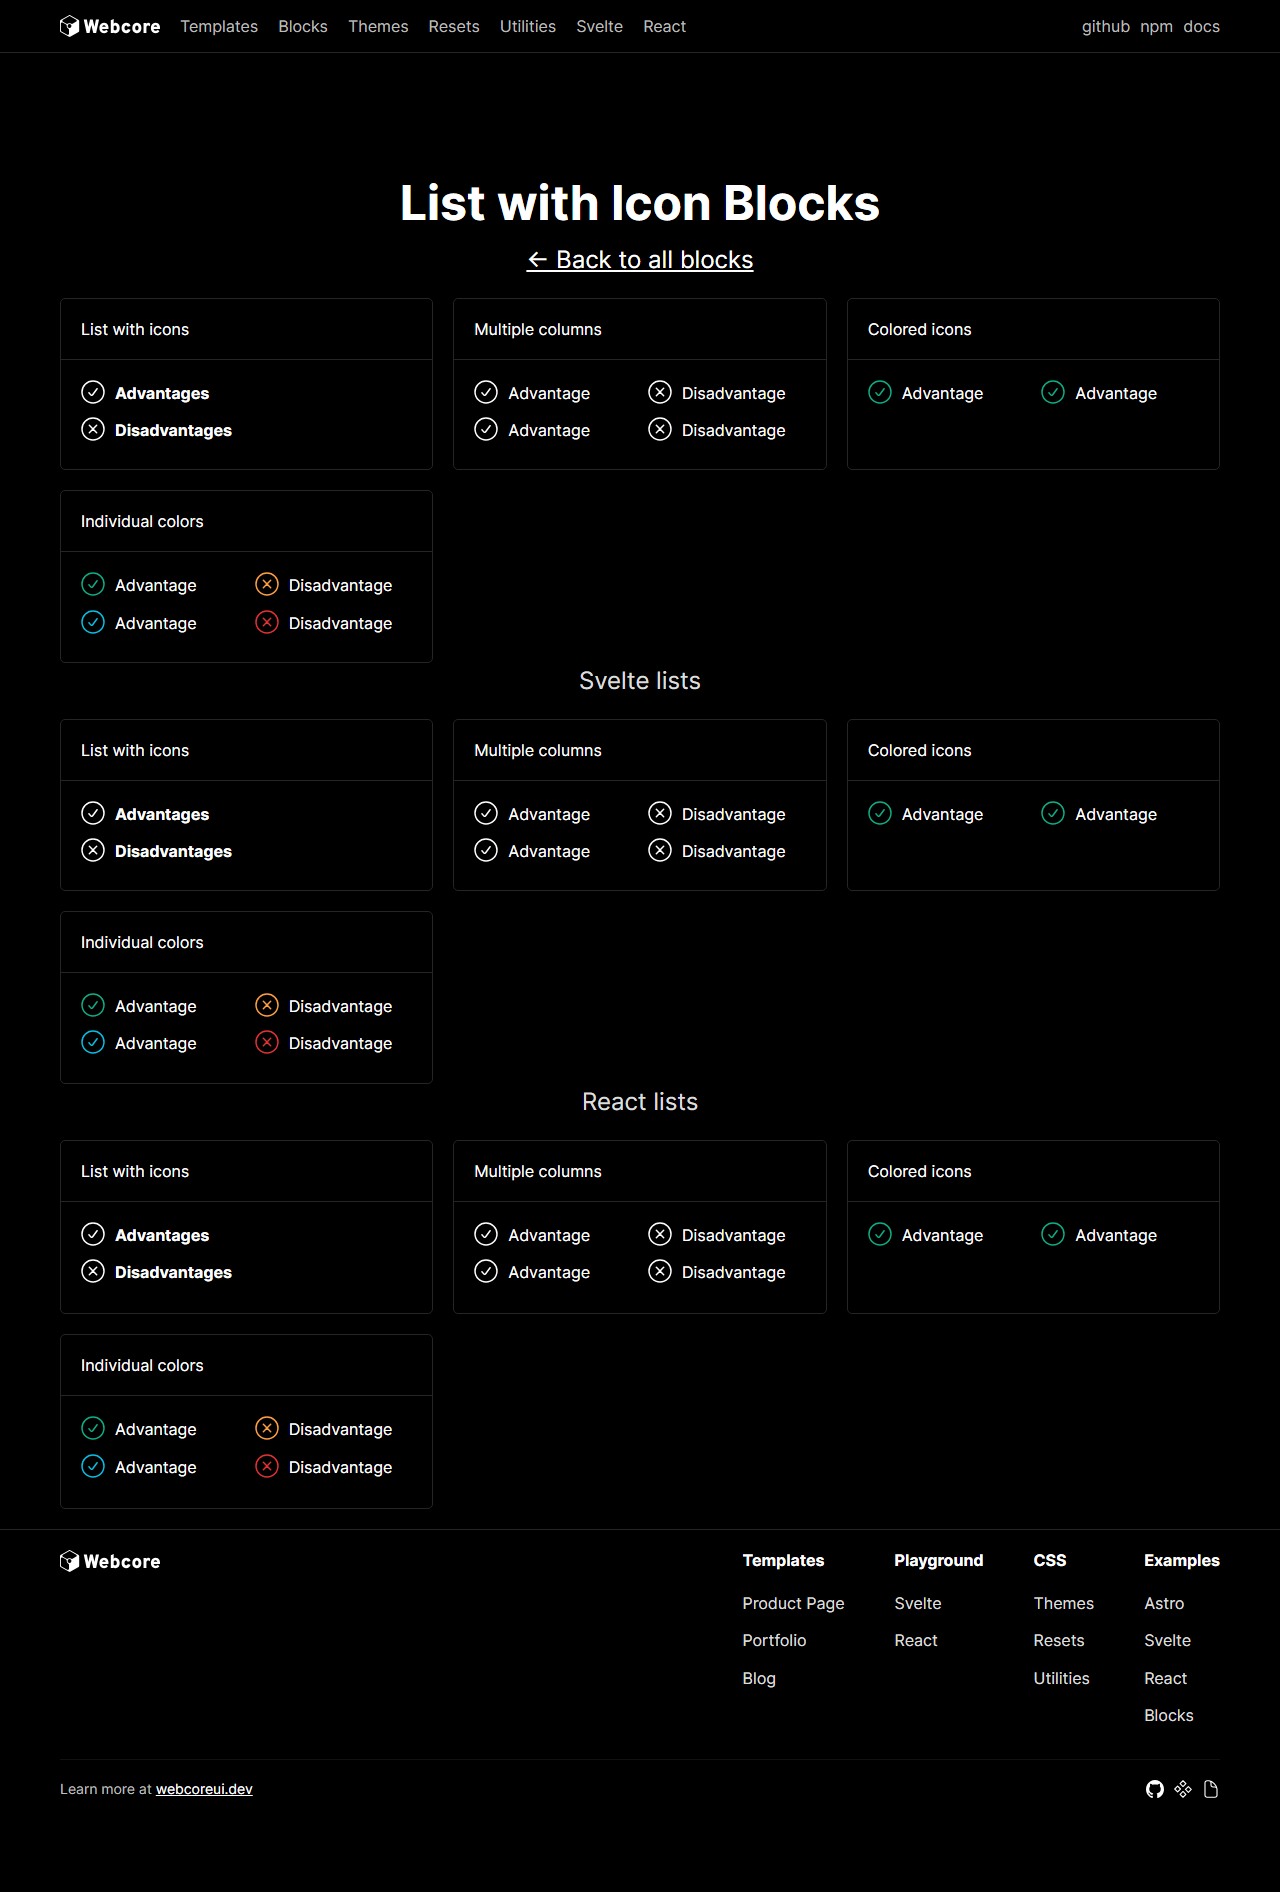 Webcore Templates Blocks Themes Resets Utilities Svelte React github npm docs
List with Icon Blocks
← Back to all blocks
List with icons
Advantages
Disadvantages
Multiple columns
Advantage Disadvantage
Advantage Disadvantage
Colored icons
Advantage Advantage
Individual colors
Advantage Disadvantage
Advantage Disadvantage
Svelte lists
List with icons
Advantages
Disadvantages
Multiple columns
Advantage Disadvantage
Advantage Disadvantage
Colored icons
Advantage Advantage
Individual colors
Advantage Disadvantage
Advantage Disadvantage
React lists
List with icons
Advantages
Disadvantages
Multiple columns
Advantage Disadvantage
Advantage Disadvantage
Colored icons
Advantage Advantage
Individual colors
Advantage Disadvantage
Advantage Disadvantage
Webcore
Templates
Product Page
Portfolio
Blog
Playground
Svelte
React
CSS
Themes
Resets
Utilities
Examples
Astro
Svelte
React
Blocks
Learn more at webcoreui.dev